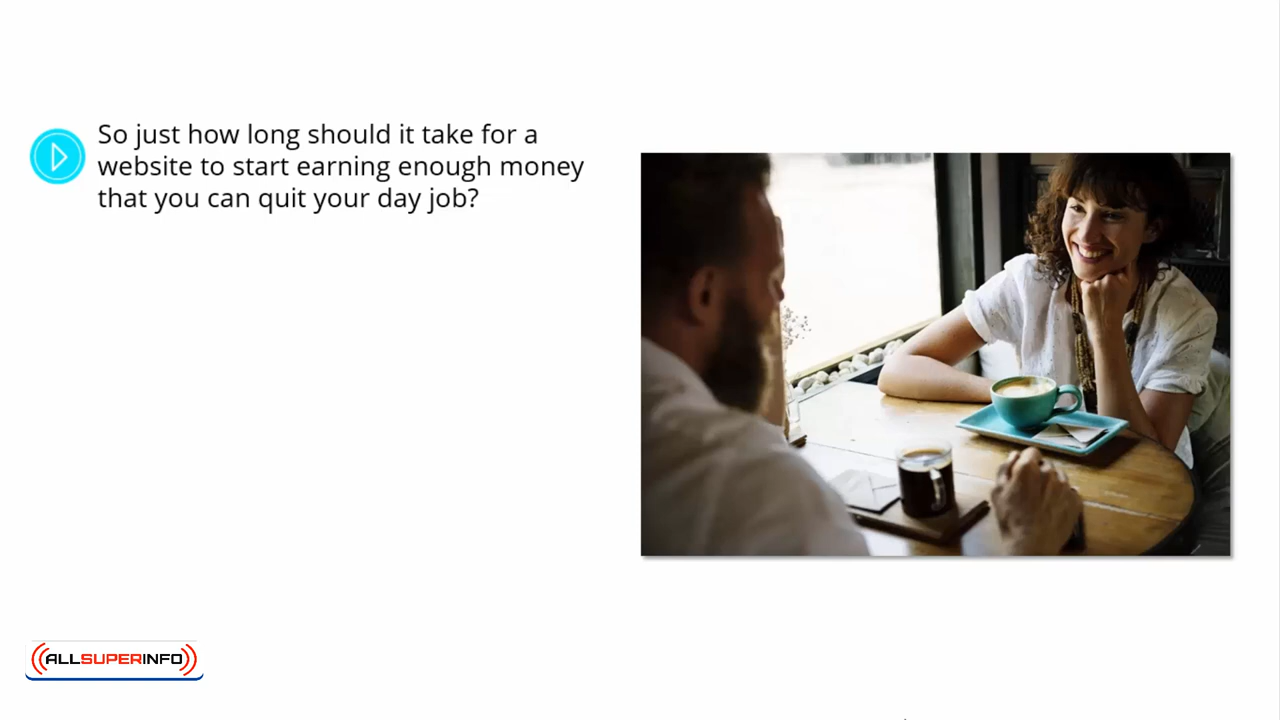 So just how long should it take for a
website to start earning enough money
that you can quit your day job?
ALLSUPERINFO